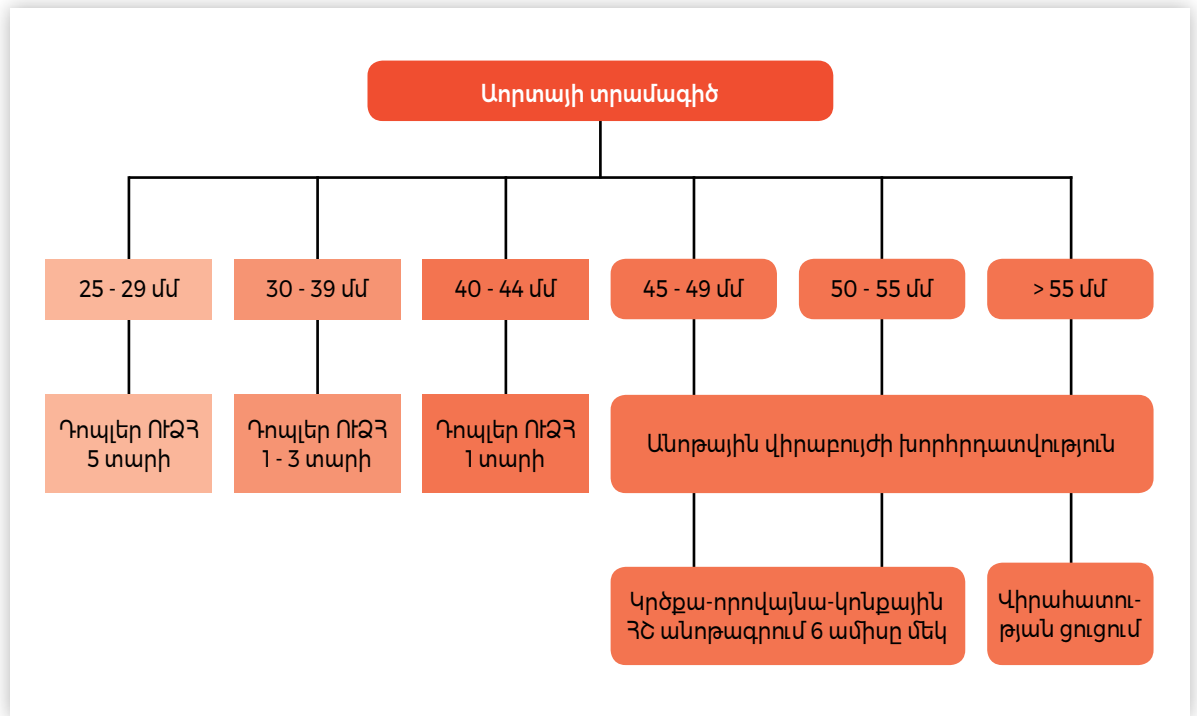 Աորտայի տրամագիծ
25 - 29 մմ
30 - 39 մմ
40 - 44 մմ
45 - 49 մմ
50 - 55 մմ
> 55 մմ
Դոպլեր ՈՒՁՀ
5 տարի
Դոպլեր ՈՒՁՀ
1 - 3 տարի
Դոպլեր ՈՒՁՀ
1 տարի
Անոթային վիրաբույժի խորհրդատվություն
Կրծքա-որովայնա-կոնքային
ՀՇ անոթագրում 6 ամիսը մեկ
Վիրահատու-
թյան ցուցում